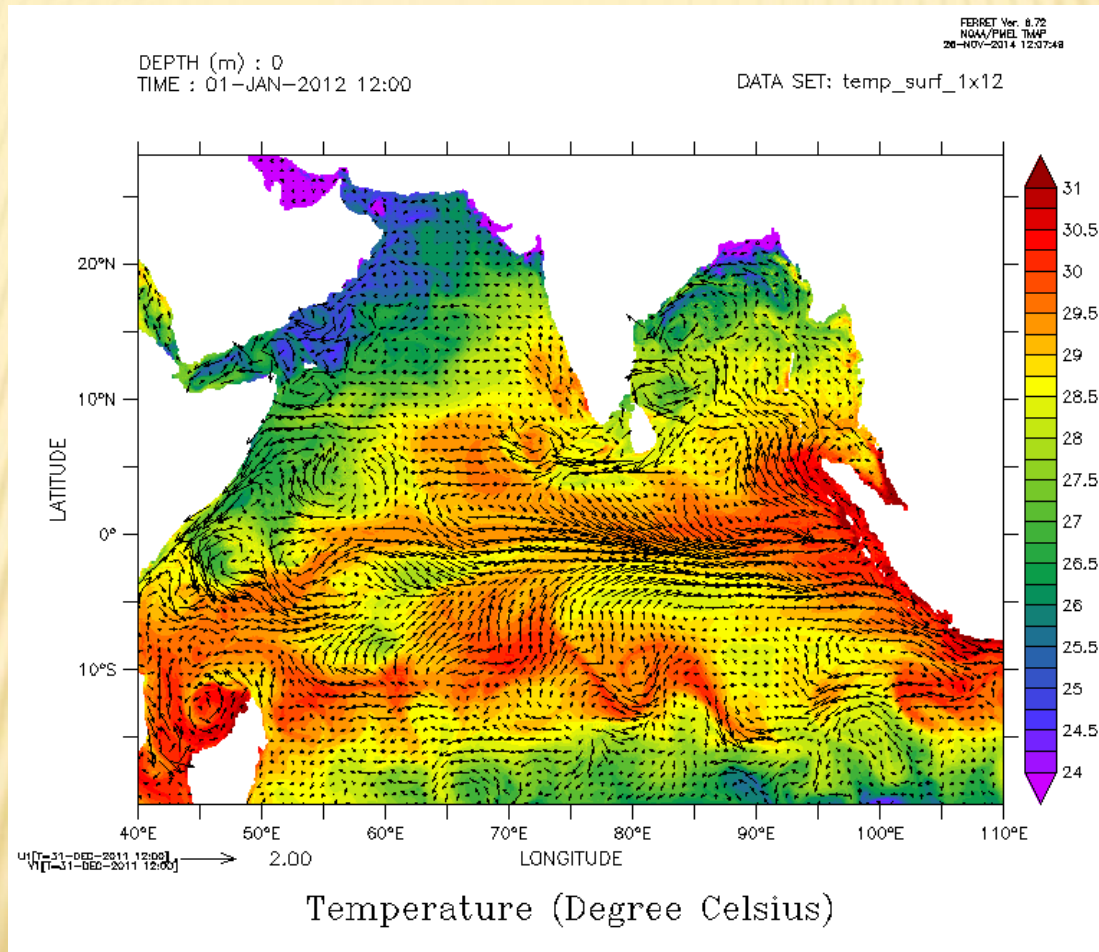 FERRET Ver. 6.72
NOAA/PMEL TMAP
26-NOV-2014 12:07:48
DEPTH (m) : 0
TIME : 01-JAN-2012 12:00
DATA SET: temp_surf_1x12
31
30.5
30
29.5
29
28.5
28
27.5
27
26.5
26
25.5
25
24.5
24
20°N
10°N
0°
10°S
LATITUDE
40°E 50°E 60°E 70°E 80°E 90°E 100°E 110°E
LONGITUDE
U1[T=31-DEC-2011 12:00],
V1[T=31-DEC-2011 12:00]
2.00
Temperature (Degree Celsius)